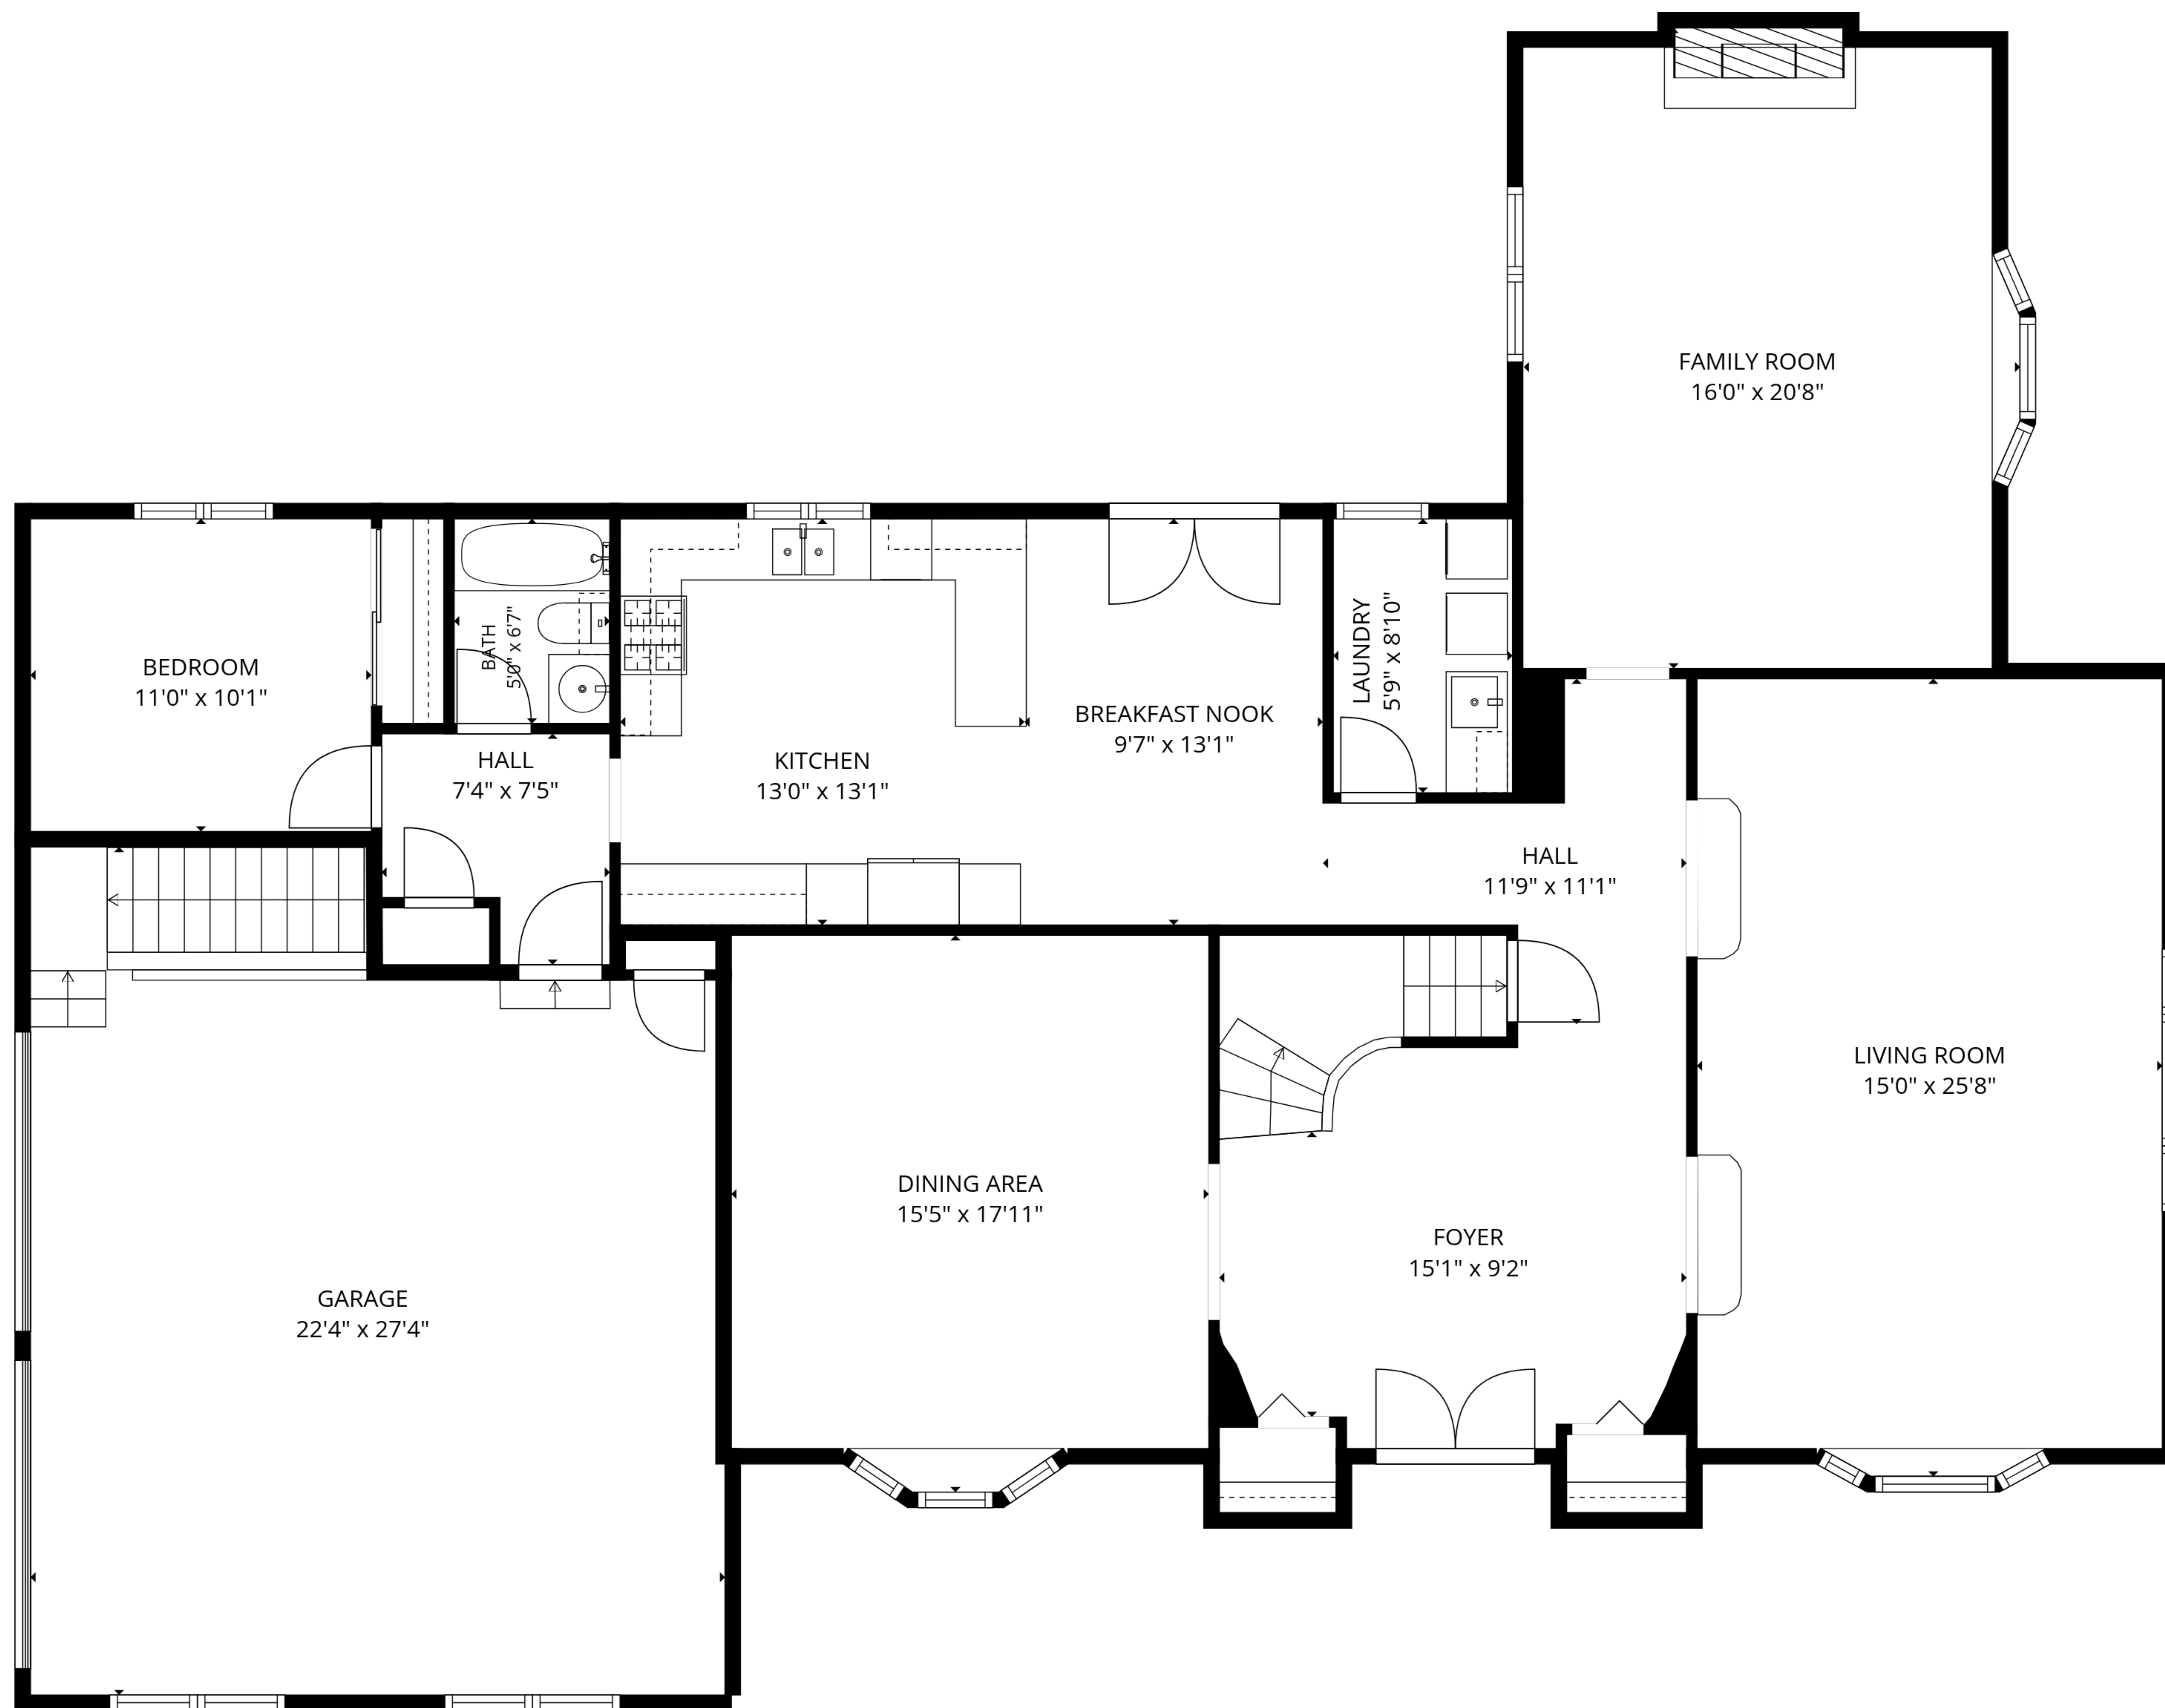 FAMILY ROOM
16'0" x 20'8"
BEDROOM
11'0" x 10'1"
BATH
5'0" x 6'7"
HALL
7'4" x 7'5"
KITCHEN
13'0" x 13'1"
BREAKFAST NOOK
9'7" x 13'1"
LAUNDRY
5'9" x 8'10"
HALL
11'9" x 11'1"
LIVING ROOM
15'0" x 25'8"
DINING AREA
15'5" x 17'11"
FOYER
15'1" x 9'2"
GARAGE
22'4" x 27'4"